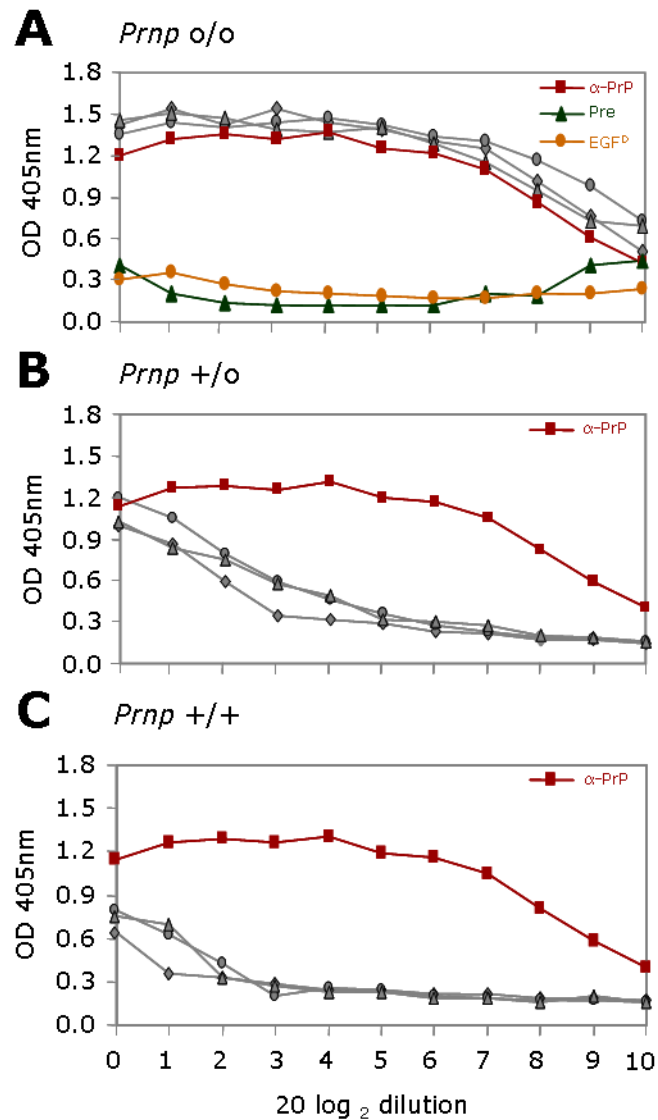 A
Prnp o/o
1.8
1.5
1.2
0.9
0.6
0.3
0.0
OD 405nm
α-PrP
Pre
EGFᴰ
B
Prnp +/o
1.8
1.5
1.2
0.9
0.6
0.3
0.0
OD 405nm
α-PrP
C
Prnp +/+
1.8
1.5
1.2
0.9
0.6
0.3
0.0
OD 405nm
α-PrP
0 1 2 3 4 5 6 7 8 9 10
20 log ₂ dilution